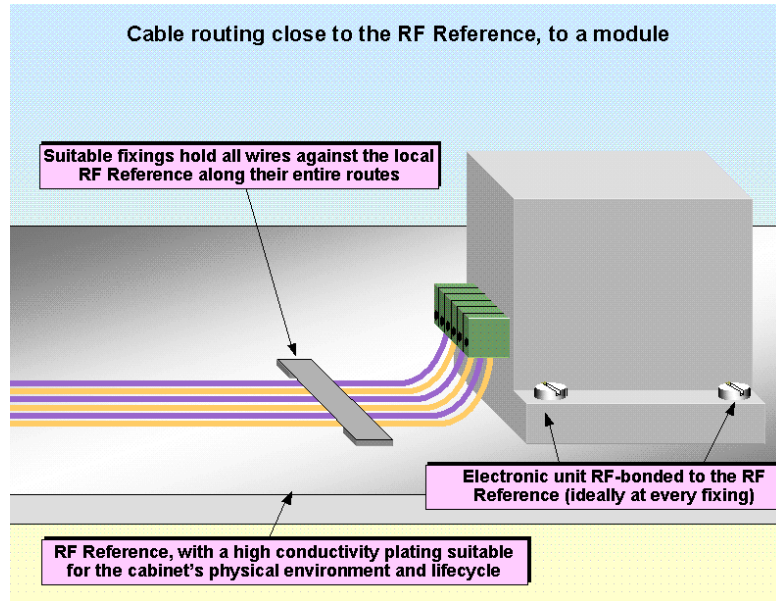 Cable routing close to the RF Reference, to a module
Suitable fixings hold all wires against the local
RF Reference along their entire routes
Electronic unit RF-bonded to the RF
Reference (ideally at every fixing)
RF Reference, with a high conductivity plating suitable
for the cabinet's physical environment and lifecycle